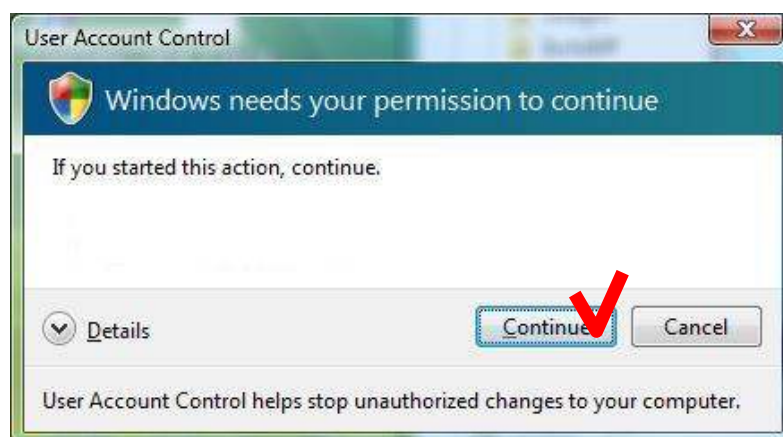 User Account Control
Windows needs your permission to continue
If you started this action, continue.
Details
Continue
Cancel
User Account Control helps stop unauthorized changes to your computer.